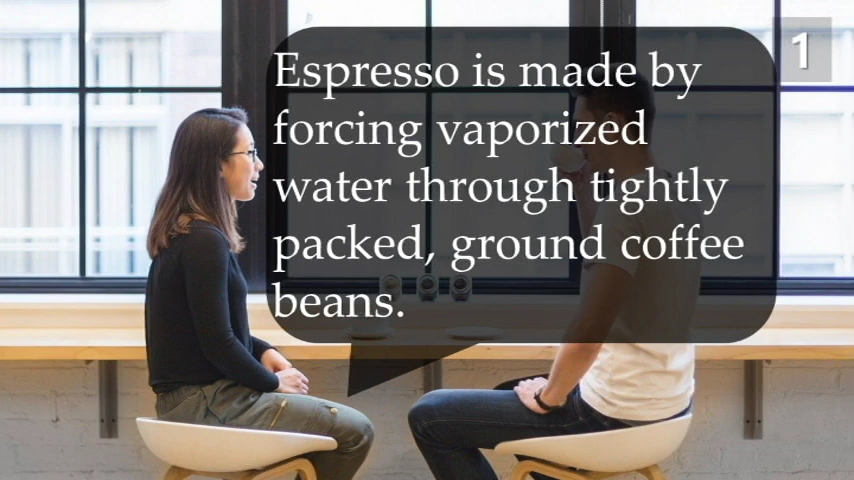 1
Espresso is made by
forcing vaporized
water through tightly
packed, ground coffee
beans.